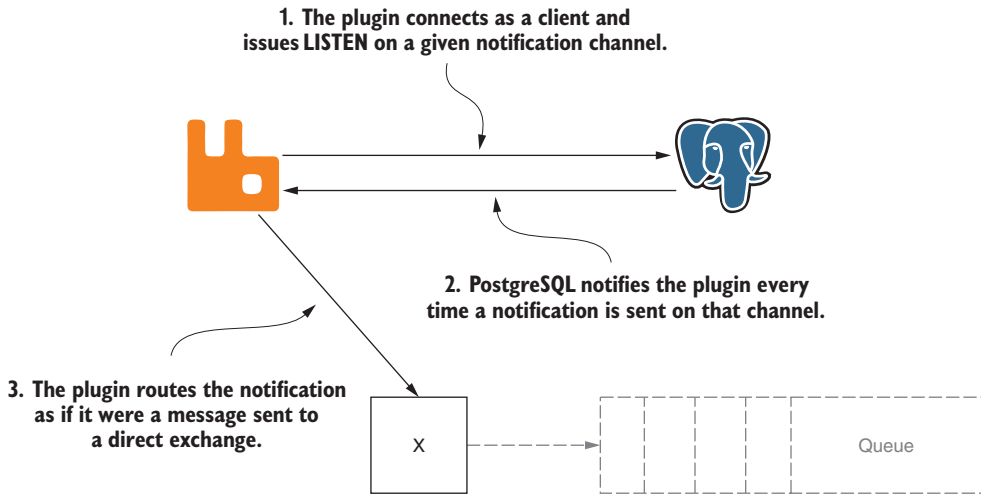 1. The plugin connects as a client and
issues LISTEN on a given notification channel.
2. PostgreSQL notifies the plugin every
time a notification is sent on that channel.
3. The plugin routes the notification
as if it were a message sent to
a direct exchange.
X
Queue